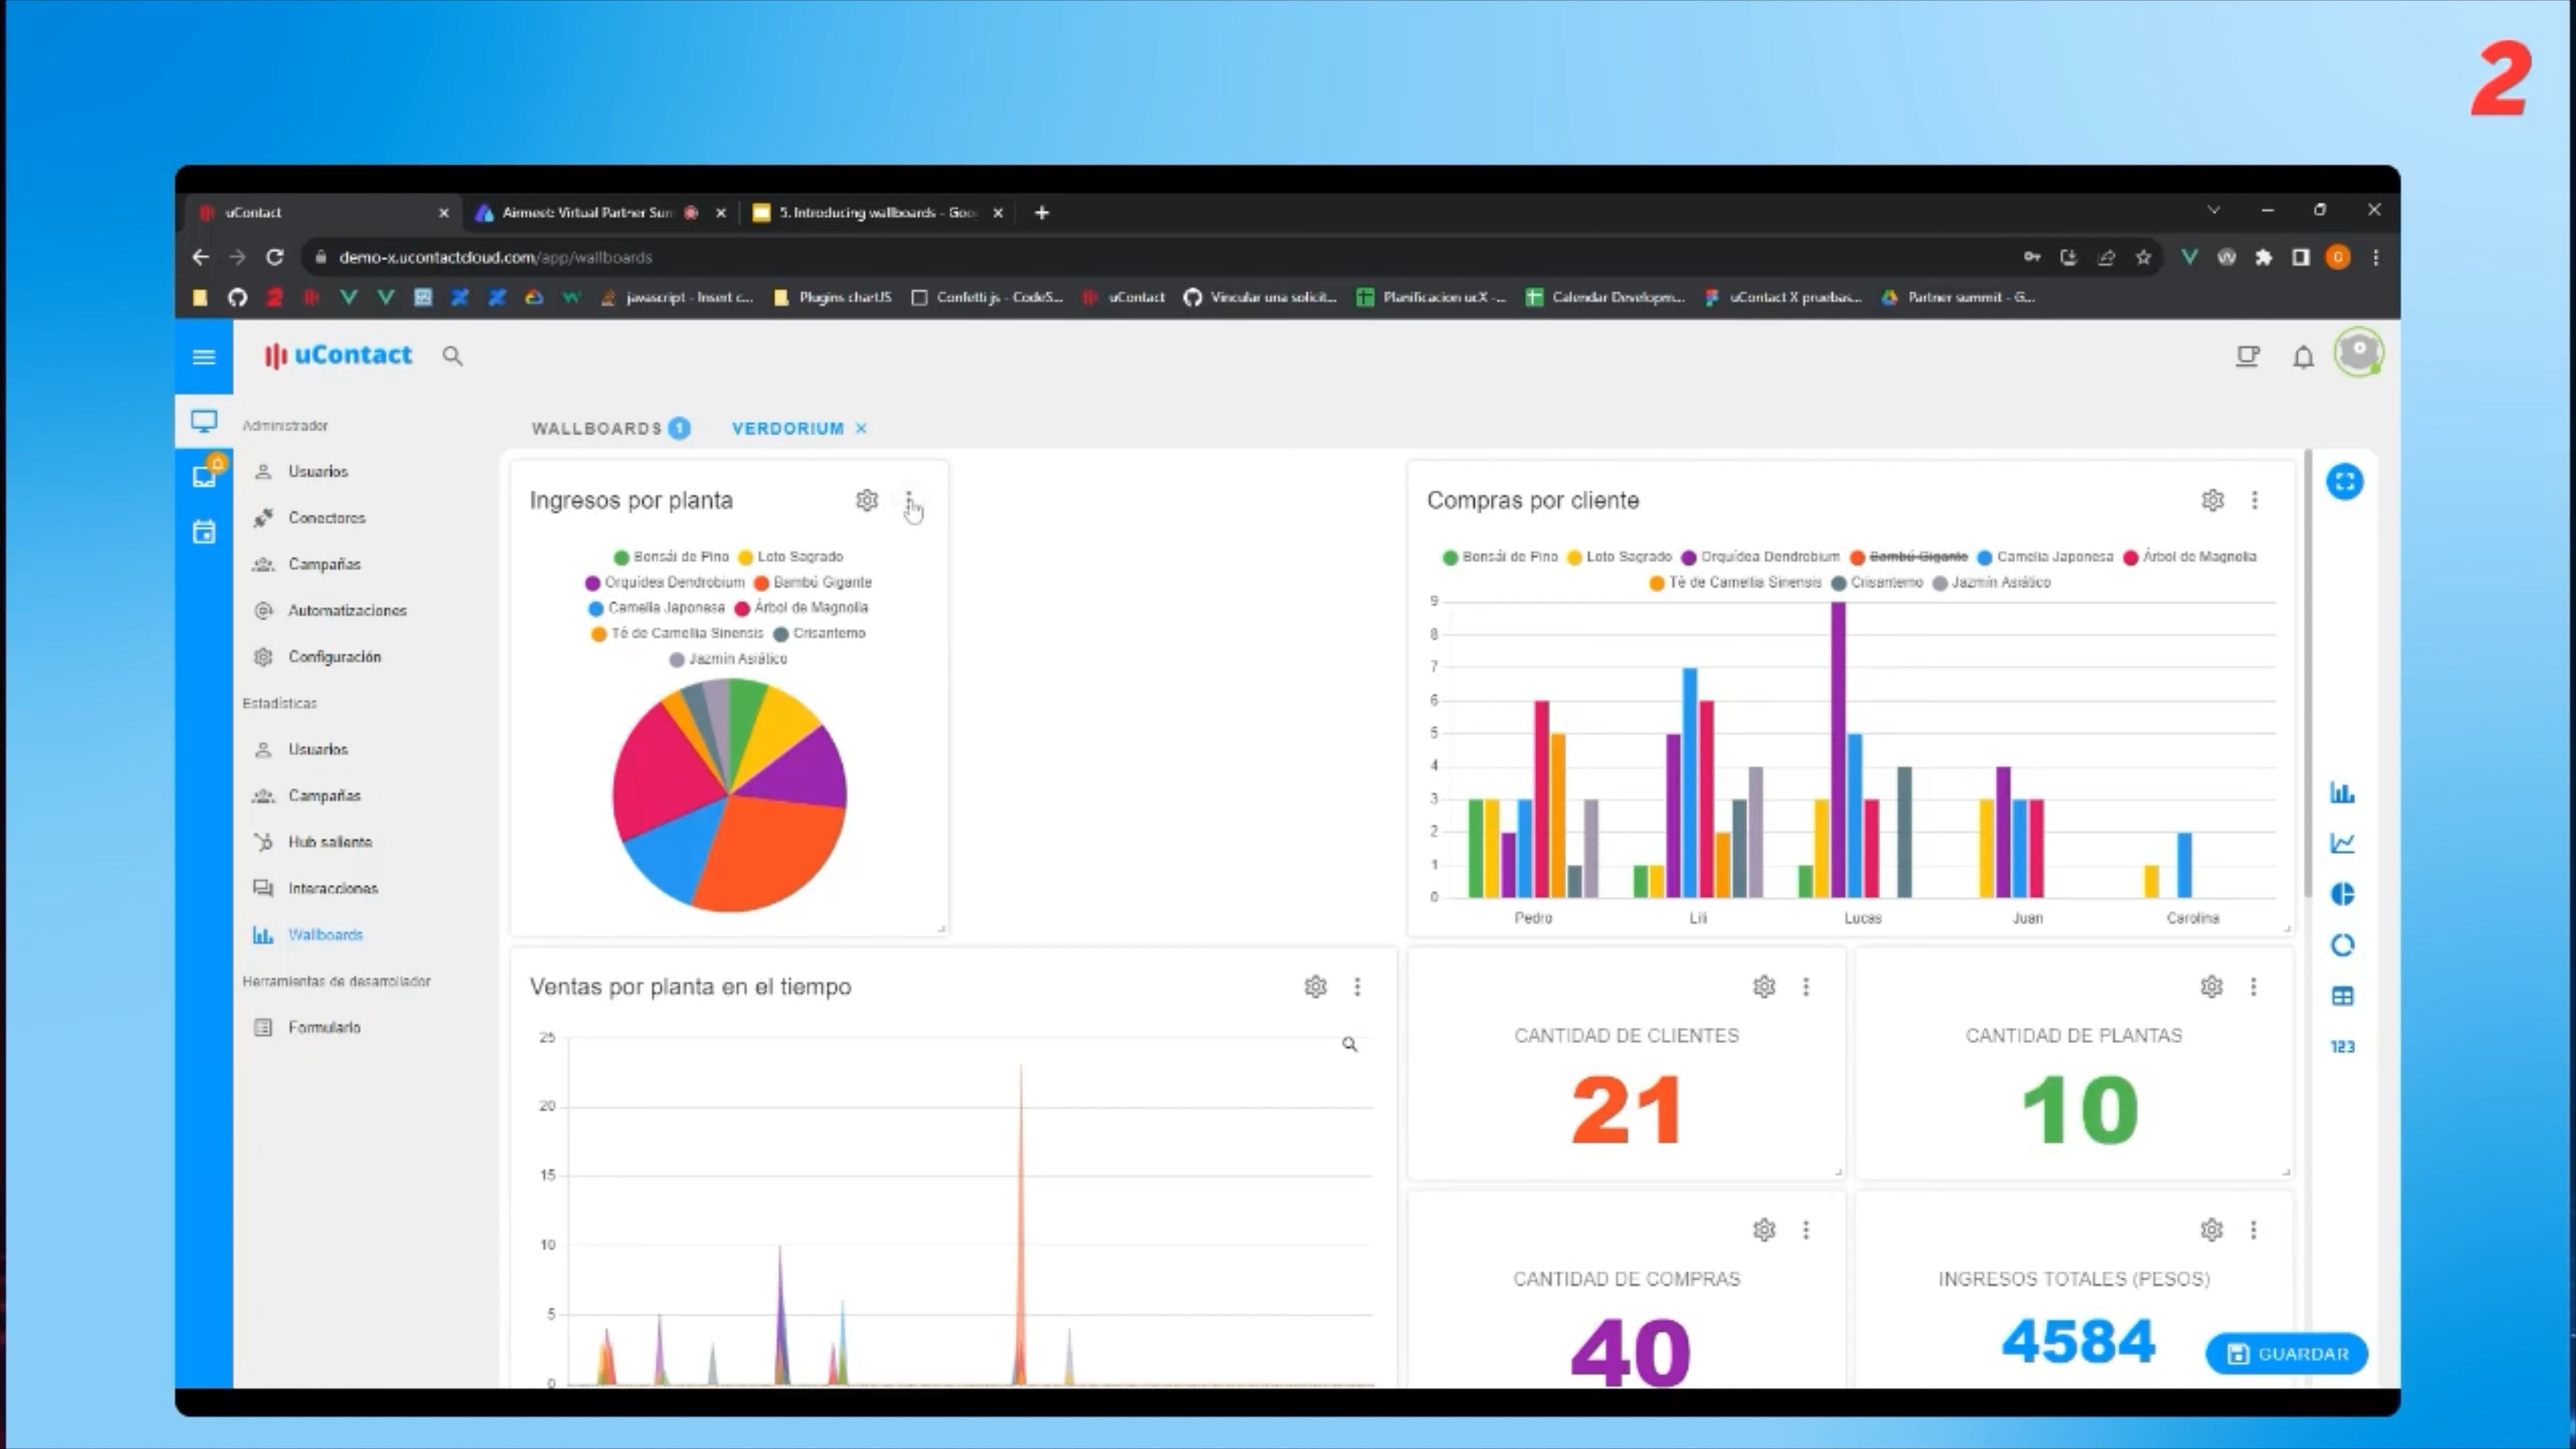 2
uContact
Airmeet: Virtual Partner Sum
5. Introducing wallboards - Goo
demo-x.ucontactcloud.com/app/wallboards
G
javascript - Insert c...
Plugins chartJS
Confetti js - CodeS...
uContact
Vincular una solicit...
Planificacion ucX -...
Calendar Developm...
uContact X pruebas...
Partner summit - G...
uContact
Administrador
Usuarios
Conectores
Campañas
Automatizaciones
Configuración
Estadísticas
Usuarios
Campañas
Hub saliente
Interacciones
Wallboards
Herramientas de desarrollador
Formulario
WALLBOARDS 1
VERDORIUM
Ingresos por planta
Bonsái de Pino Loto Sagrado
Orquídea Dendrobium Bambú Gigante
Camelia Japonesa Árbol de Magnolia
Té de Camellia Sinensis Crisantemo
Jazmín Asiático
Compras por cliente
Bonsái de Pino Loto Sagrado Orquídea Dendrobium Bambú Gigante Camelia Japonesa Árbol de Magnolia
Té de Camellia Sinensis Crisantemo Jazmín Asiático
9
8
7
6
5
4
3
2
1
0
Pedro Lili Lucas Juan Carolina
Ventas por planta en el tiempo
25
20
15
10
5
0
CANTIDAD DE CLIENTES
21
CANTIDAD DE PLANTAS
10
CANTIDAD DE COMPRAS
40
INGRESOS TOTALES (PESOS)
4584
GUARDAR
123